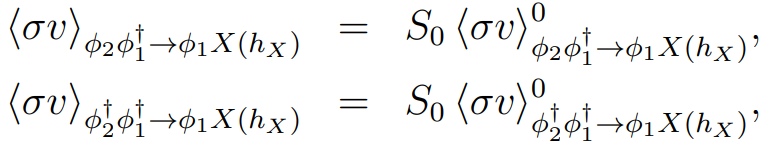 ⟨σv⟩_{ϕ₂ϕ₁†→ϕ₁X(h_X)} = S₀ ⟨σv⟩⁰_{ϕ₂ϕ₁†→ϕ₁X(h_X)},
⟨σv⟩_{ϕ₂†ϕ₁†→ϕ₁X(h_X)} = S₀ ⟨σv⟩⁰_{ϕ₂†ϕ₁†→ϕ₁X(h_X)},